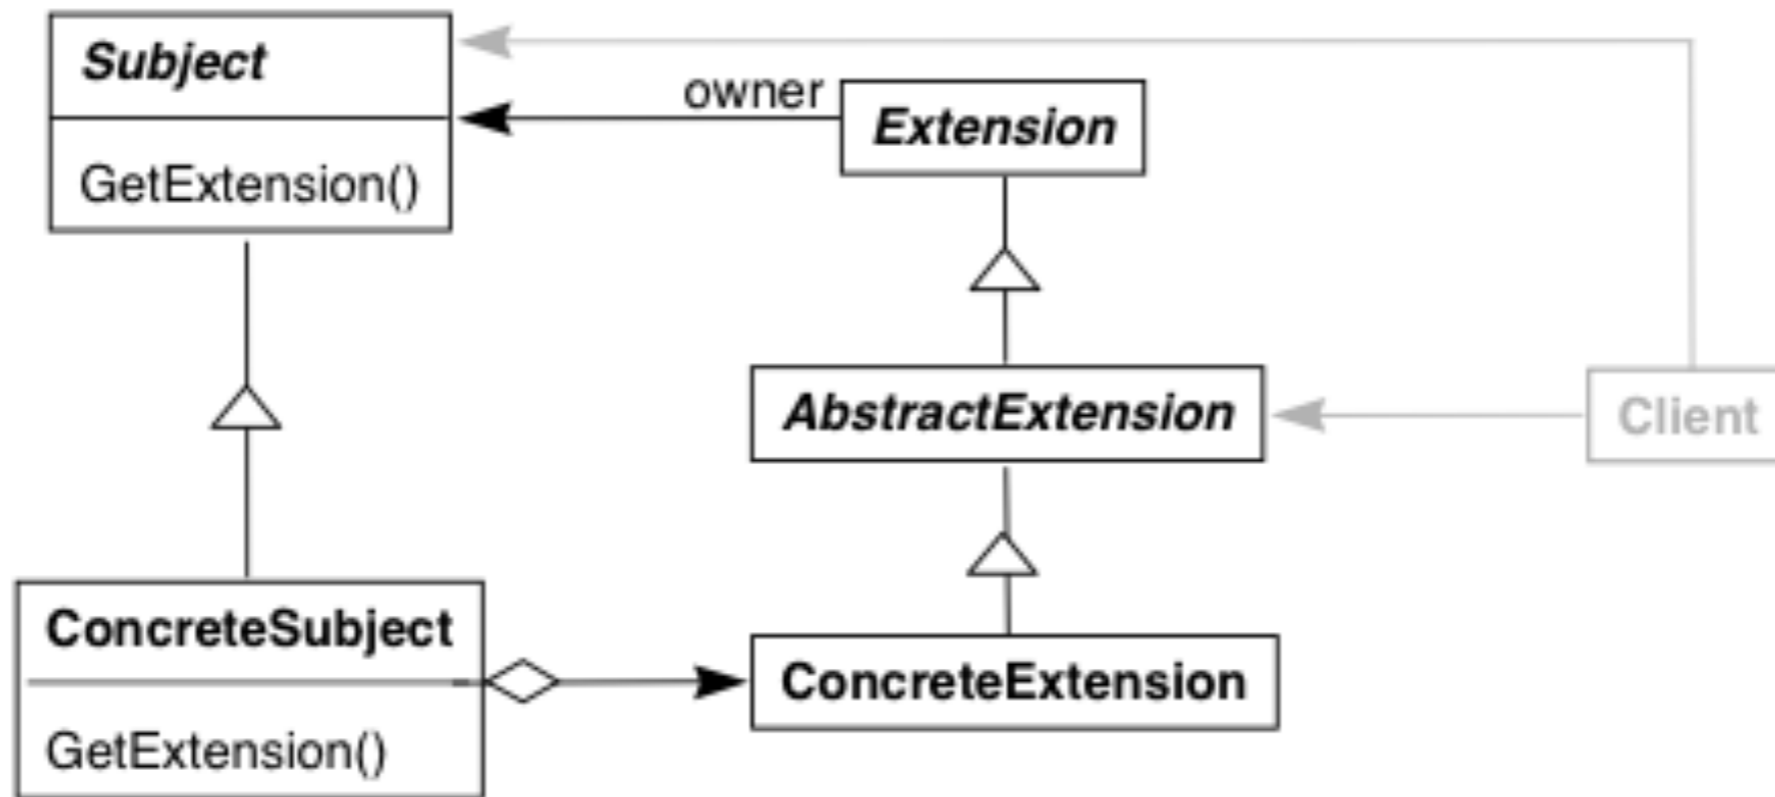 Subject
GetExtension()
owner
Extension
AbstractExtension
Client
ConcreteSubject
GetExtension()
ConcreteExtension